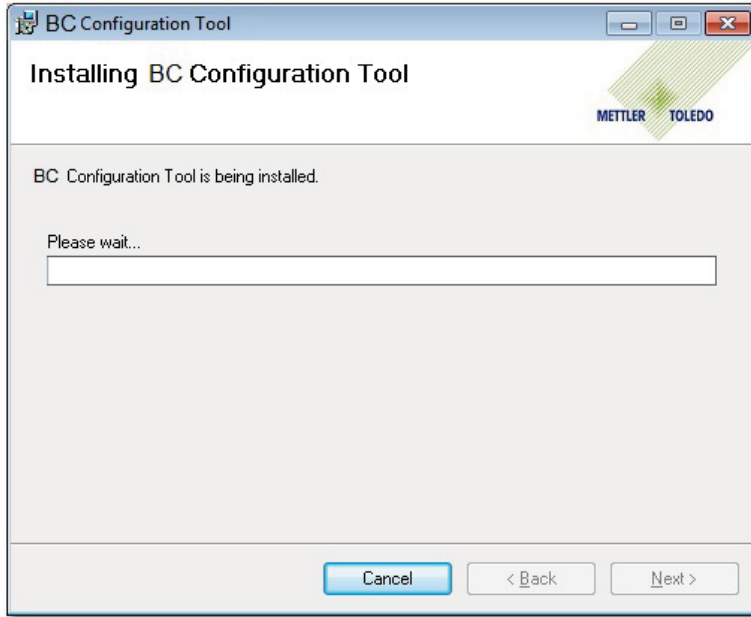 BC Configuration Tool
Installing BC Configuration Tool
METTLER TOLEDO
BC Configuration Tool is being installed.
Please wait...
Cancel
< Back
Next >